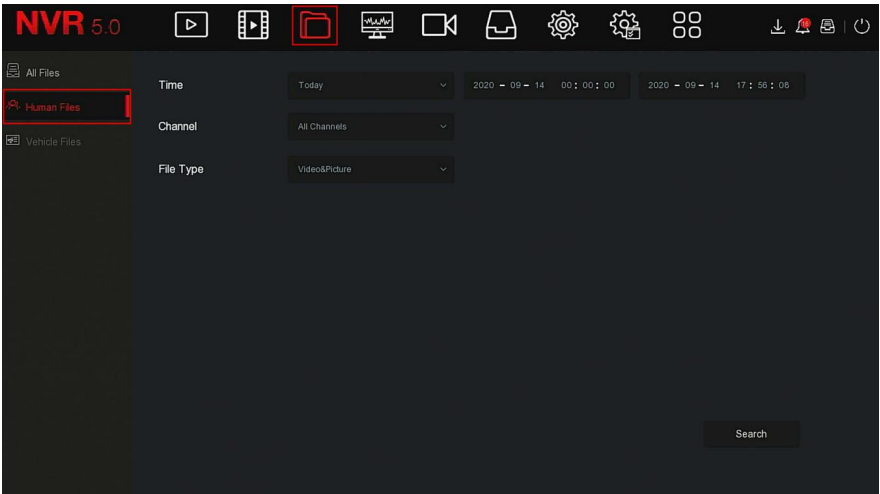 NVR 5.0
16
All Files
Human Files
Vehicle Files
Time Today 2020 - 09 - 14 00 : 00 : 00 2020 - 09 - 14 17 : 56 : 08
Channel All Channels
File Type Video&Picture
Search